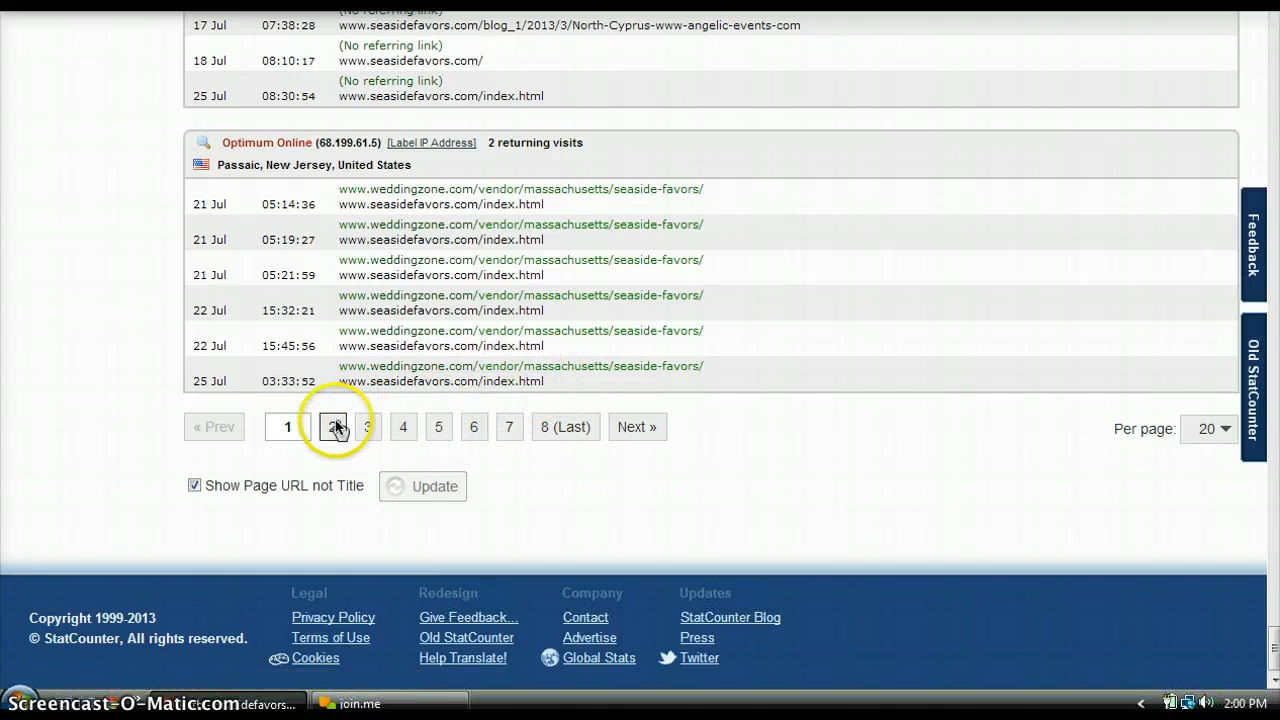 17 Jul 07:38:28 www.seasidefavors.com/blog_1/2013/3/North-Cyprus-www-angelic-events-com
(No referring link)
18 Jul 08:10:17 www.seasidefavors.com/
(No referring link)
25 Jul 08:30:54 www.seasidefavors.com/index.html
Optimum Online (68.199.61.5) [Label IP Address] 2 returning visits
Passaic, New Jersey, United States
www.weddingzone.com/vendor/massachusetts/seaside-favors/
21 Jul 05:14:36 www.seasidefavors.com/index.html
www.weddingzone.com/vendor/massachusetts/seaside-favors/
21 Jul 05:19:27 www.seasidefavors.com/index.html
www.weddingzone.com/vendor/massachusetts/seaside-favors/
21 Jul 05:21:59 www.seasidefavors.com/index.html
www.weddingzone.com/vendor/massachusetts/seaside-favors/
22 Jul 15:32:21 www.seasidefavors.com/index.html
www.weddingzone.com/vendor/massachusetts/seaside-favors/
22 Jul 15:45:56 www.seasidefavors.com/index.html
www.weddingzone.com/vendor/massachusetts/seaside-favors/
25 Jul 03:33:52 www.seasidefavors.com/index.html
« Prev 1 2 3 4 5 6 7 8 (Last) Next » Per page: 20
Show Page URL not Title Update
Feedback
Old StatCounter
Legal Redesign Company Updates
Copyright 1999-2013 Privacy Policy Give Feedback... Contact StatCounter Blog
© StatCounter, All rights reserved. Terms of Use Old StatCounter Advertise Press
Cookies Help Translate! Global Stats Twitter
Screencast-O-Matic.com defavors... join.me 2:00 PM